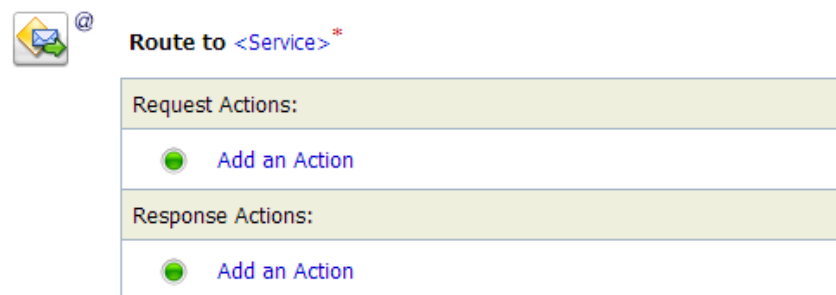 @
Route to <Service>*
Request Actions:
Add an Action
Response Actions:
Add an Action